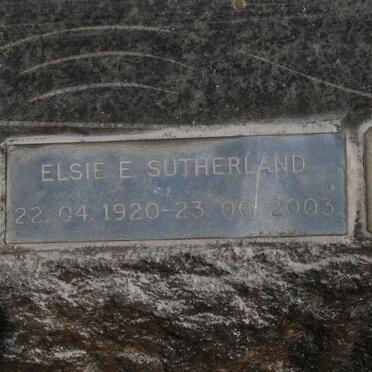 ELSIE E. SUTHERLAND
22. 04. 1920-23. 06. 2003